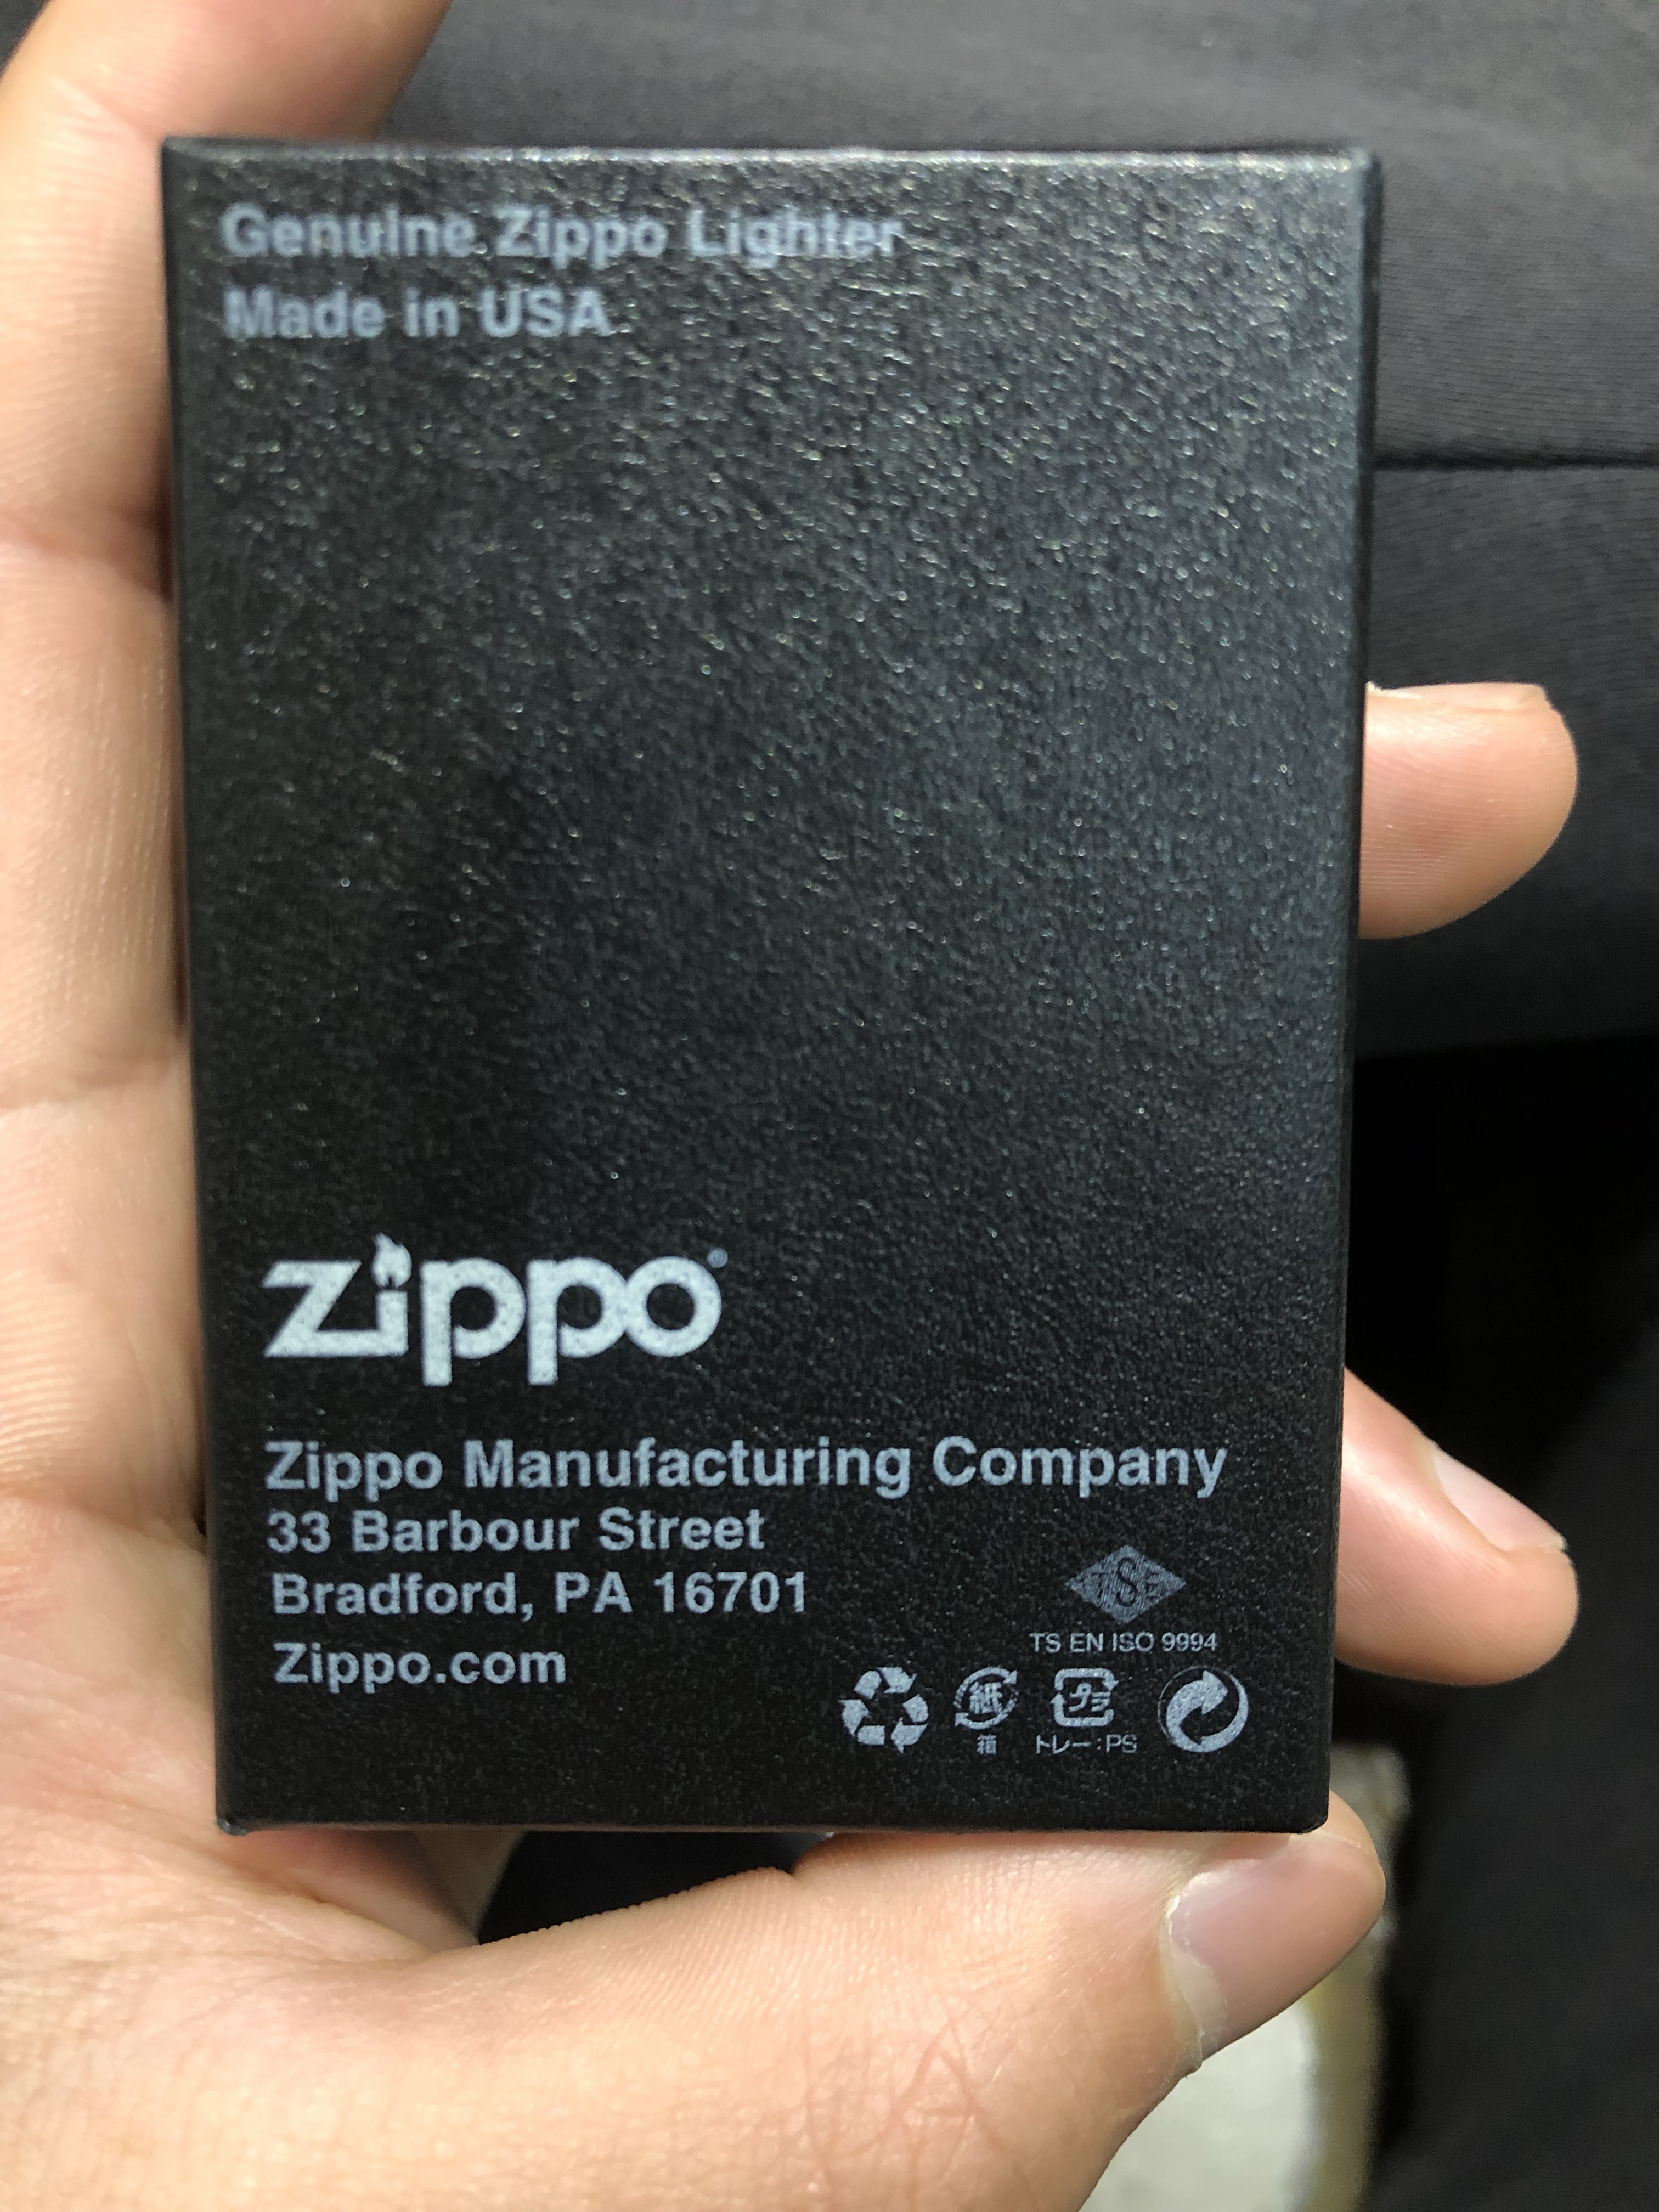 Genuine Zippo Lighter
Made in USA
zippo®
Zippo Manufacturing Company
33 Barbour Street
Bradford, PA 16701
Zippo.com
TSE
TS EN ISO 9994
紙
プラ
箱
トレー:PS